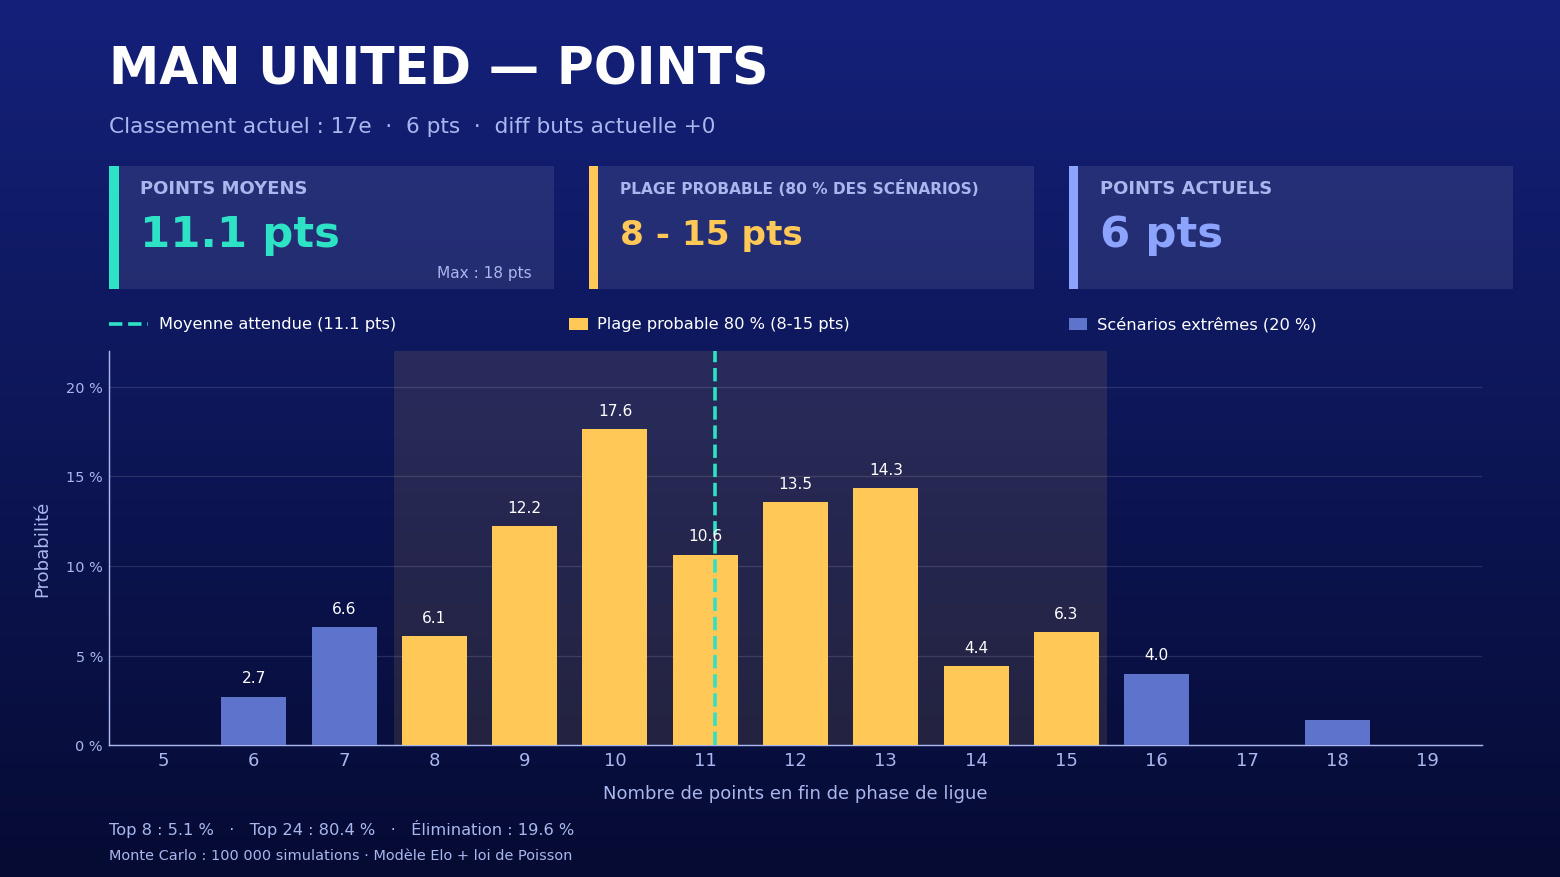 MAN UNITED — POINTS
Classement actuel : 17e · 6 pts · diff buts actuelle +0
POINTS MOYENS
11.1 pts
Max : 18 pts
PLAGE PROBABLE (80 % DES SCÉNARIOS)
8 - 15 pts
POINTS ACTUELS
6 pts
Moyenne attendue (11.1 pts)
Plage probable 80 % (8-15 pts)
Scénarios extrêmes (20 %)
Probabilité
20 %
15 %
10 %
5 %
0 %
2.7
6.6
6.1
12.2
17.6
10.6
13.5
14.3
4.4
6.3
4.0
5 6 7 8 9 10 11 12 13 14 15 16 17 18 19
Nombre de points en fin de phase de ligue
Top 8 : 5.1 % · Top 24 : 80.4 % · Élimination : 19.6 %
Monte Carlo : 100 000 simulations · Modèle Elo + loi de Poisson